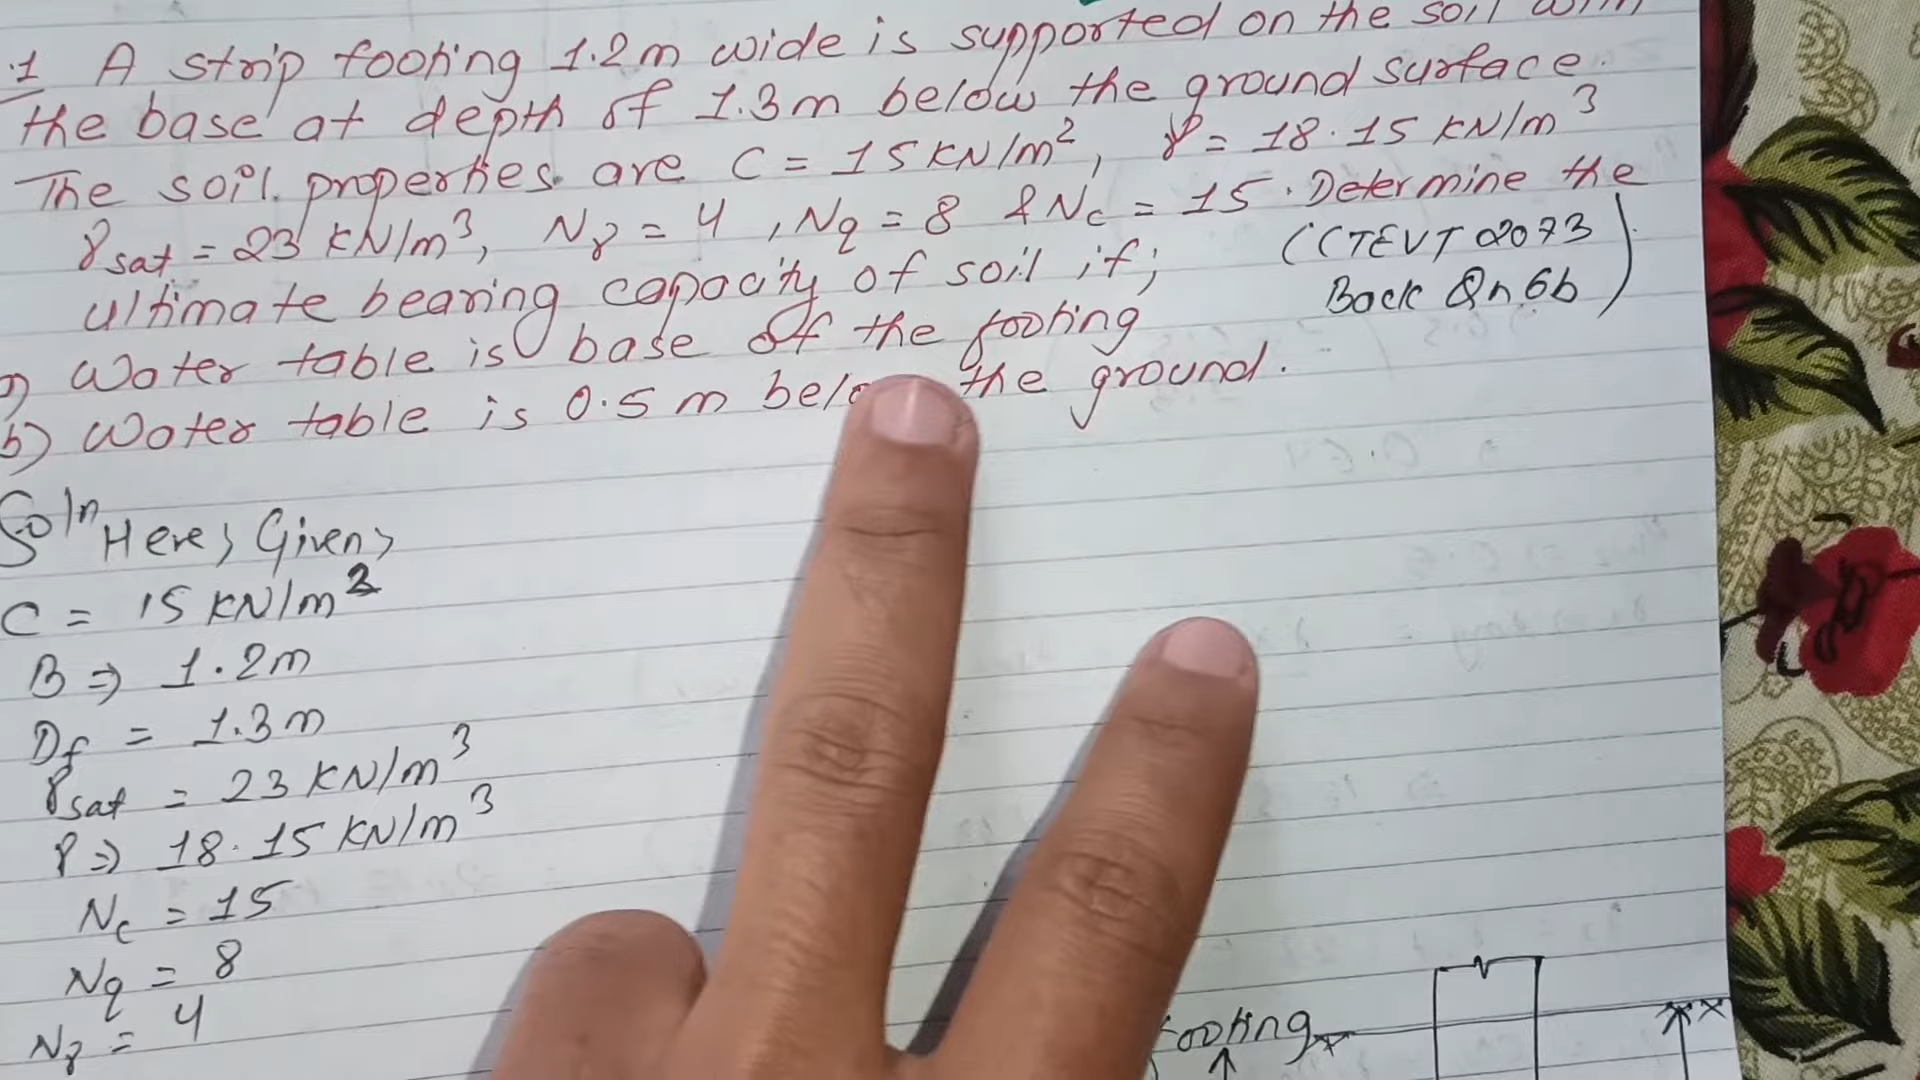 .1 A strip footing 1.2m wide is supported on the soil with
the base at depth of 1.3m below the ground surface.
The soil properties are C = 15 KN/m², γ = 18.15 KN/m³
γsat = 23 KN/m³, Nγ = 4, Nq = 8 & Nc = 15. Determine the
ultimate bearing capacity of soil if; (CTEVT 2073
Back Qn 6b)
a) Water table is base of the footing
b) Water table is 0.5 m below the ground.
Soln Here, Given,
C = 15 KN/m²
B => 1.2m
Df = 1.3m
γsat = 23 KN/m³
γ => 18.15 KN/m³
Nc = 15
Nq = 8
Nγ = 4
footing